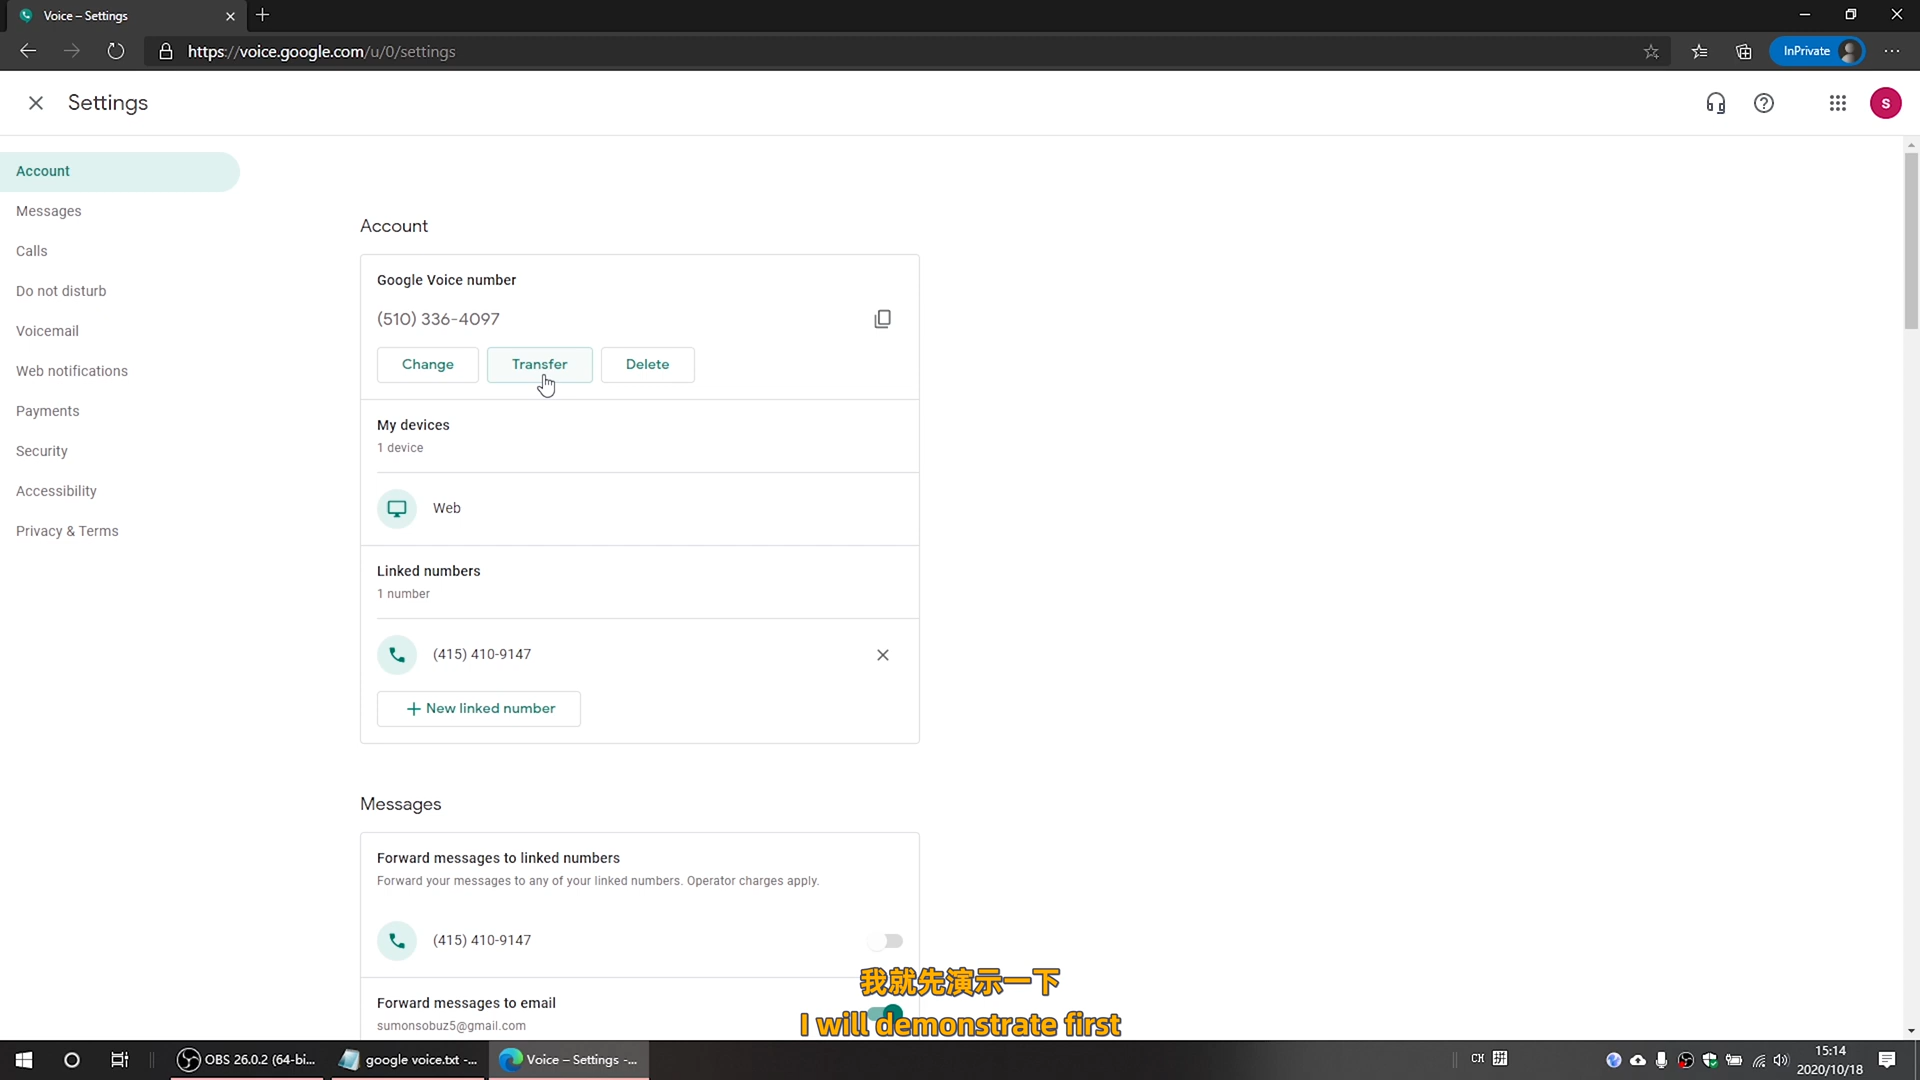 Voice – Settings
https://voice.google.com/u/0/settings
InPrivate
Settings
S
Account
Messages
Calls
Do not disturb
Voicemail
Web notifications
Payments
Security
Accessibility
Privacy & Terms
Account
Google Voice number
(510) 336-4097
Change
Transfer
Delete
My devices
1 device
Web
Linked numbers
1 number
(415) 410-9147
New linked number
Messages
Forward messages to linked numbers
Forward your messages to any of your linked numbers. Operator charges apply.
(415) 410-9147
Forward messages to email
sumonsobuz5@gmail.com
我就先演示一下
I will demonstrate first
OBS 26.0.2 (64-bi...
google voice.txt -...
Voice – Settings -...
CH
拼
15:14
2020/10/18